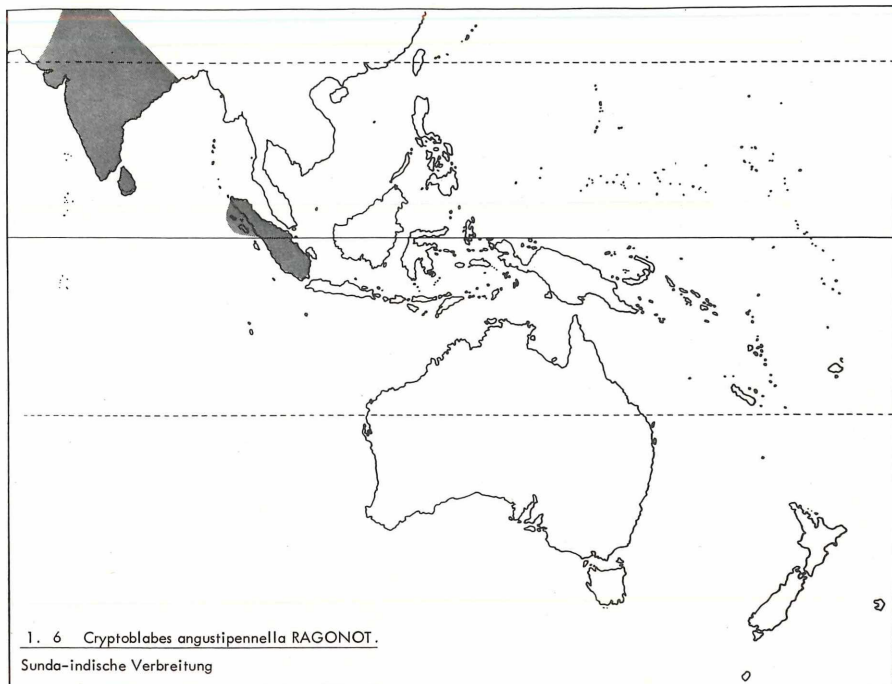 1. 6 Cryptoblabes angustipennella RAGONOT.
Sunda-indische Verbreitung